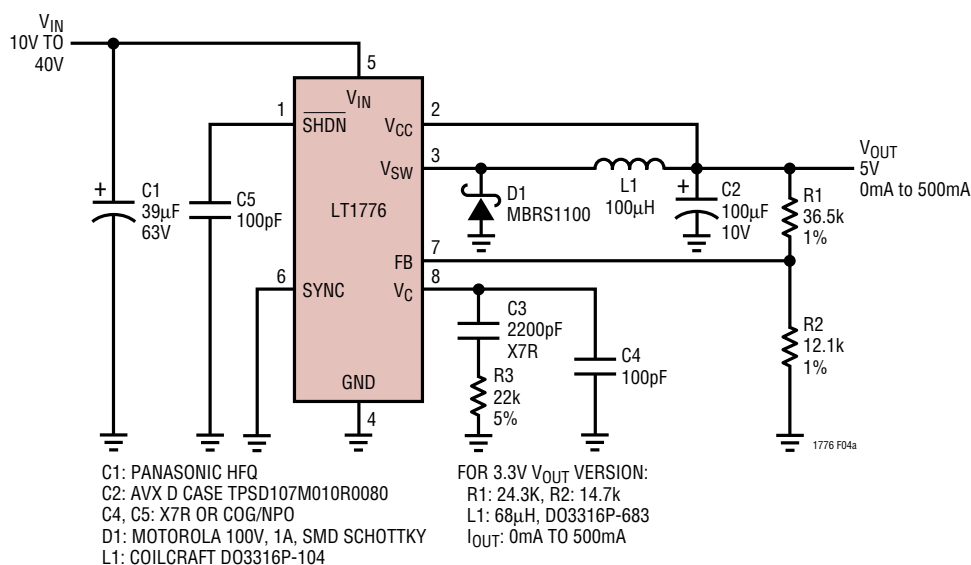 VIN
10V TO
40V
5
VIN
1
SHDN
VCC
2
VSW
3
VOUT
5V
0mA to 500mA
+
C1
39µF
63V
C5
100pF
LT1776
D1
MBRS1100
L1
100µH
+
C2
100µF
10V
R1
36.5k
1%
FB
7
6
SYNC
VC
8
C3
2200pF
X7R
R3
22k
5%
C4
100pF
R2
12.1k
1%
GND
4
1776 F04a
C1: PANASONIC HFQ
C2: AVX D CASE TPSD107M010R0080
C4, C5: X7R OR COG/NPO
D1: MOTOROLA 100V, 1A, SMD SCHOTTKY
L1: COILCRAFT DO3316P-104
FOR 3.3V VOUT VERSION:
R1: 24.3K, R2: 14.7k
L1: 68µH, DO3316P-683
IOUT: 0mA TO 500mA